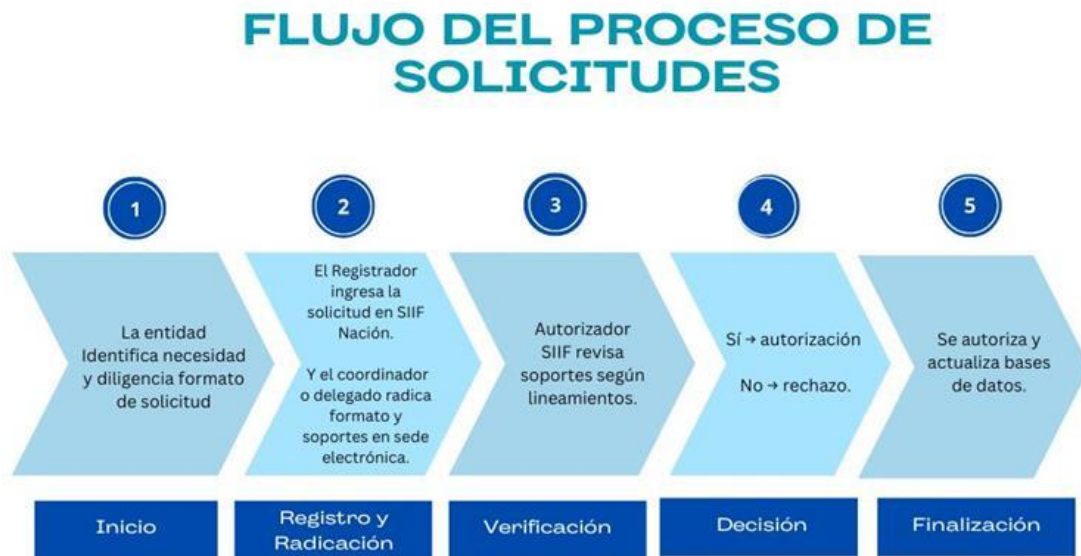 FLUJO DEL PROCESO DE
SOLICITUDES
1
La entidad
Identifica necesidad
y diligencia formato
de solicitud
Inicio
2
El Registrador
ingresa la
solicitud en SIIF
Nación.
Y el coordinador
o delegado radica
formato y
soportes en sede
electrónica.
Registro y
Radicación
3
Autorizador
SIIF revisa
soportes según
lineamientos.
Verificación
4
Sí → autorización
No → rechazo.
Decisión
5
Se autoriza y
actualiza bases
de datos.
Finalización